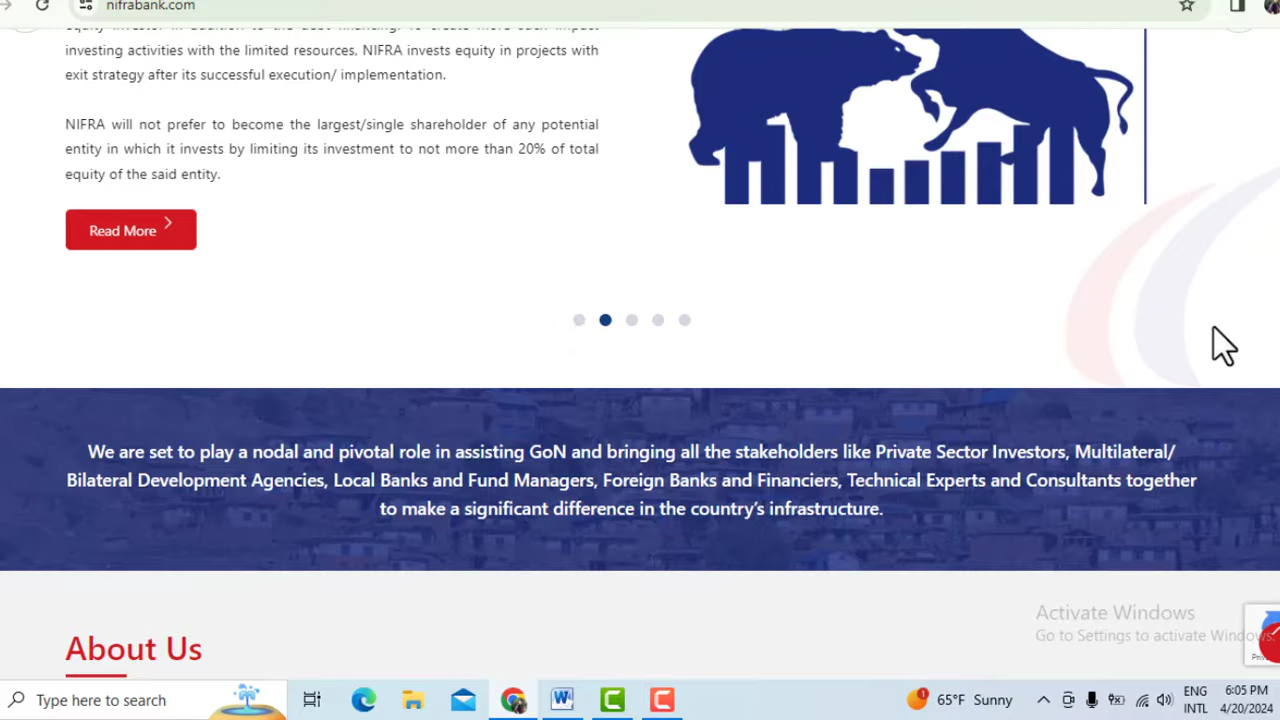 nifrabank.com
investing activities with the limited resources, NIFRA invests equity in projects with
exit strategy after its successful execution/ implementation.
NIFRA will not prefer to become the largest/single shareholder of any potential
entity in which it invests by limiting its investment to not more than 20% of total
equity of the said entity.
Read More
We are set to play a nodal and pivotal role in assisting GoN and bringing all the stakeholders like Private Sector Investors, Multilateral/
Bilateral Development Agencies, Local Banks and Fund Managers, Foreign Banks and Financiers, Technical Experts and Consultants together
to make a significant difference in the country's infrastructure.
About Us
Activate Windows
Go to Settings to activate Windows.
Type here to search
65°F Sunny
ENG
INTL
6:05 PM
4/20/2024